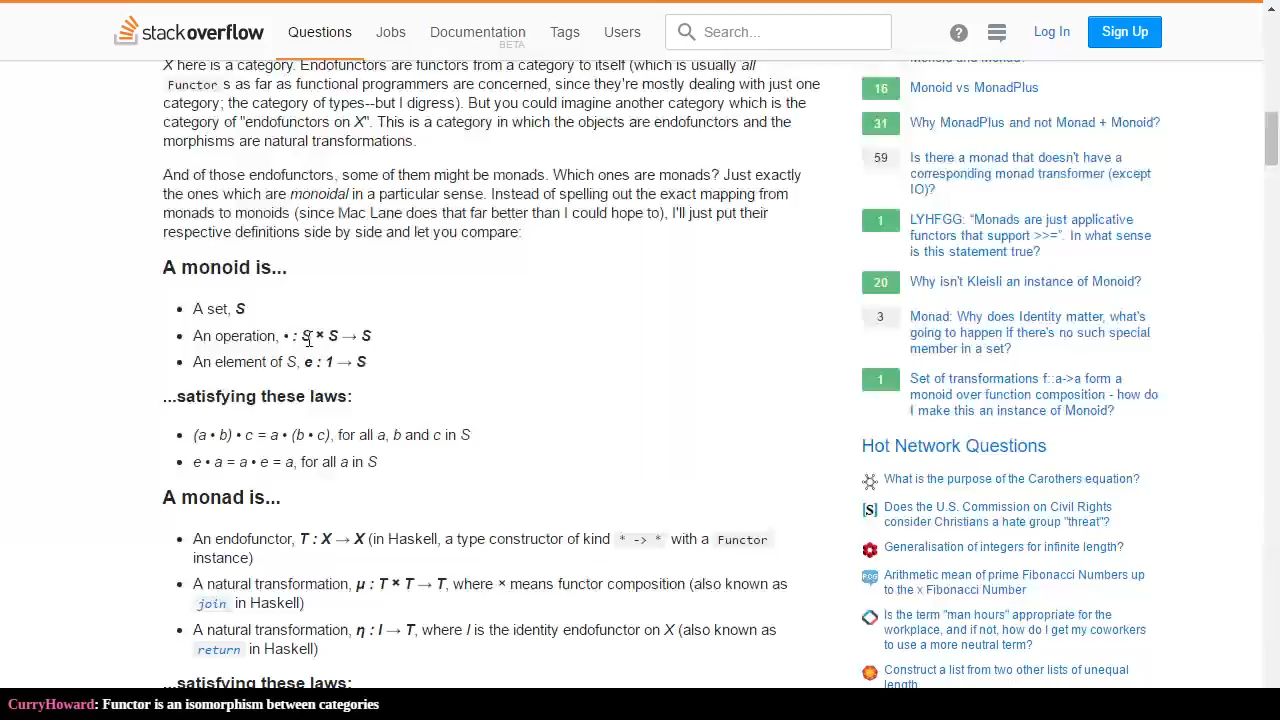 stackoverflow Questions Jobs Documentation BETA Tags Users Search... ? Log In Sign Up
X here is a category. Endofunctors are functors from a category to itself (which is usually all
Functor s as far as functional programmers are concerned, since they're mostly dealing with just one
category; the category of types--but I digress). But you could imagine another category which is the
category of "endofunctors on X". This is a category in which the objects are endofunctors and the
morphisms are natural transformations.
And of those endofunctors, some of them might be monads. Which ones are monads? Just exactly
the ones which are monoidal in a particular sense. Instead of spelling out the exact mapping from
monads to monoids (since Mac Lane does that far better than I could hope to), I'll just put their
respective definitions side by side and let you compare:
A monoid is...
• A set, S
• An operation, • : S × S → S
• An element of S, e : 1 → S
...satisfying these laws:
• (a • b) • c = a • (b • c), for all a, b and c in S
• e • a = a • e = a, for all a in S
A monad is...
• An endofunctor, T : X → X (in Haskell, a type constructor of kind * -> * with a Functor
instance)
• A natural transformation, μ : T × T → T, where × means functor composition (also known as
join in Haskell)
• A natural transformation, η : I → T, where I is the identity endofunctor on X (also known as
return in Haskell)
...satisfying these laws:
16 Monoid vs MonadPlus
31 Why MonadPlus and not Monad + Monoid?
59 Is there a monad that doesn't have a
corresponding monad transformer (except
IO)?
1 LYHFGG: “Monads are just applicative
functors that support >>=”. In what sense
is this statement true?
20 Why isn't Kleisli an instance of Monoid?
3 Monad: Why does Identity matter, what's
going to happen if there's no such special
member in a set?
1 Set of transformations f::a->a form a
monoid over function composition - how do
I make this an instance of Monoid?
Hot Network Questions
What is the purpose of the Carothers equation?
Does the U.S. Commission on Civil Rights
consider Christians a hate group "threat"?
Generalisation of integers for infinite length?
Arithmetic mean of prime Fibonacci Numbers up
to the x Fibonacci Number
Is the term "man hours" appropriate for the
workplace, and if not, how do I get my coworkers
to use a more neutral term?
Construct a list from two other lists of unequal
length
CurryHoward: Functor is an isomorphism between categories